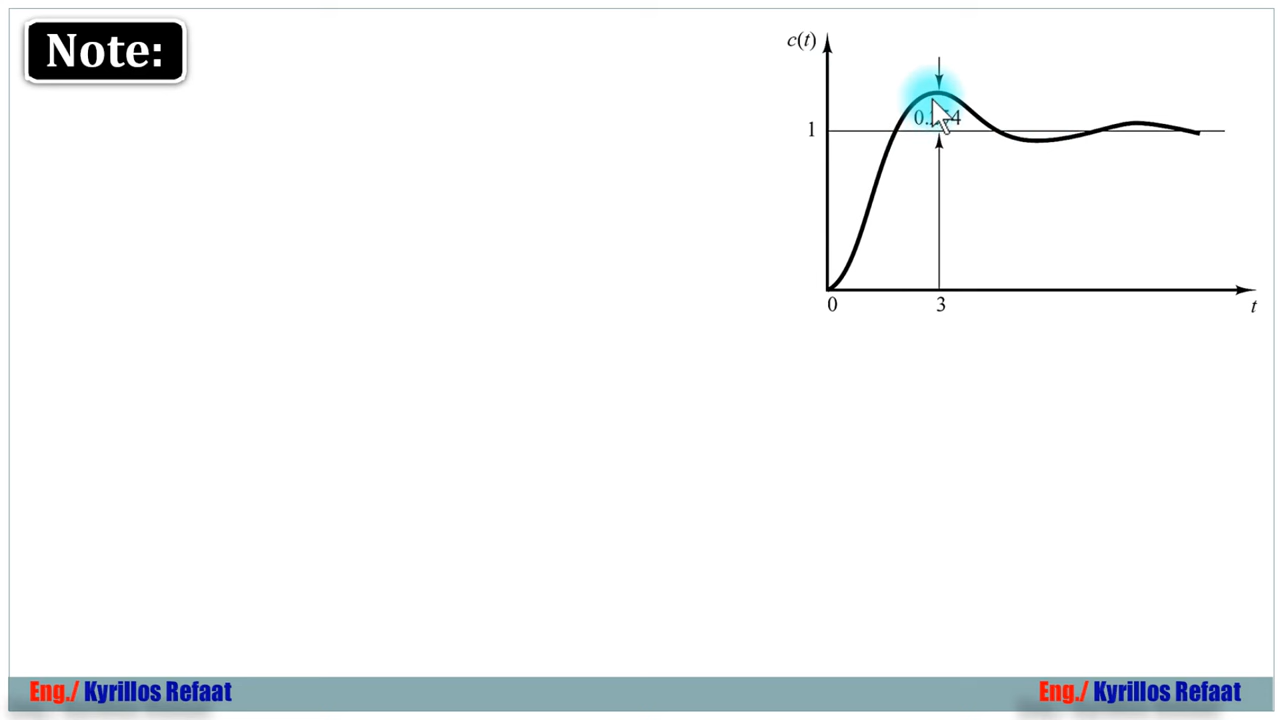 Note:
c(t)
1
0
3
t
Eng./ Kyrillos Refaat
Eng./ Kyrillos Refaat